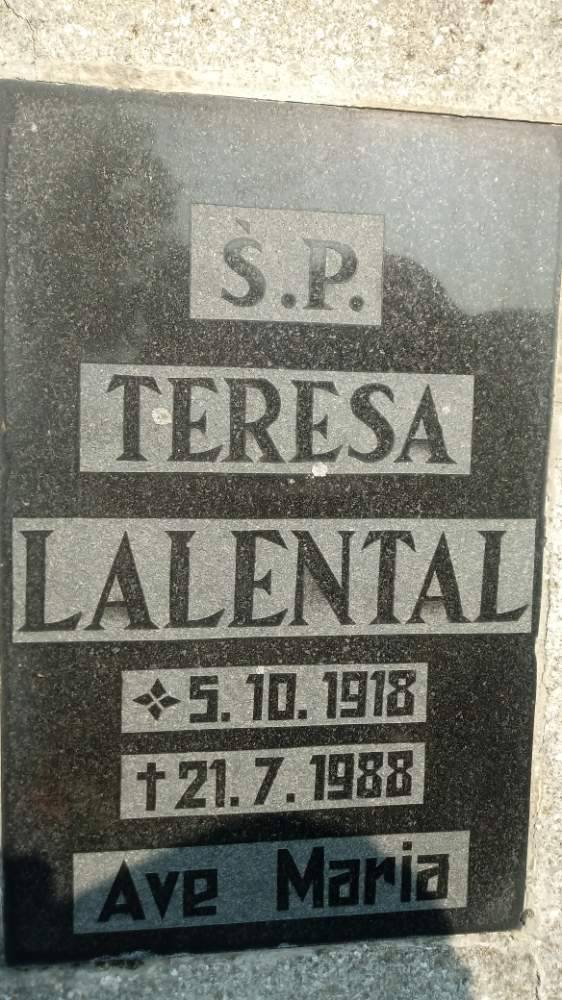 Ś.P.
TERESA
LALENTAL
5.10.1918
†21.7.1988
Ave Maria